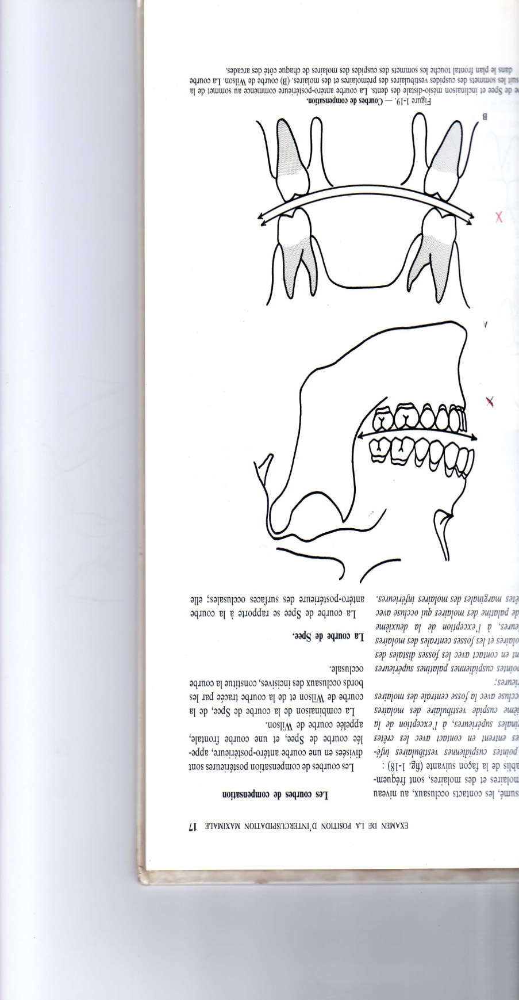 EXAMEN DE LA POSITION D'INTERCUSPIDATION MAXIMALE 17
sumé, les contacts occlusaux, au niveau
molaires et des molaires, sont fréquem-
ablis de la façon suivante (fig. 1-18) :
pointes cuspidiennes vestibulaires infé-
es entrent en contact avec les crêtes
ginales supérieures, à l'exception de la
ième cuspide vestibulaire des molaires
ccluse avec la fosse centrale des molaires
rieures;
pointes cuspidiennes palatines supérieures
nt en contact avec les fosses distales des
olaires et les fosses centrales des molaires
ieures, à l'exception de la deuxième
de palatine des molaires qui occluse avec
êtes marginales des molaires inférieures.
Les courbes de compensation
Les courbes de compensation postérieures sont
divisées en une courbe antéro-postérieure, appe-
lée courbe de Spee, et une courbe frontale,
appelée courbe de Wilson.
La combinaison de la courbe de Spee, de la
courbe de Wilson et de la courbe tracée par les
bords occlusaux des incisives, constitue la courbe
occlusale.
La courbe de Spee.
La courbe de Spee se rapporte à la courbe
antéro-postérieure des surfaces occlusales; elle
A
B
Figure 1-19. — Courbes de compensation.
be de Spee et inclinaison mésio-distale des dents. La courbe antéro-postérieure commence au sommet de la
suit les sommets des cuspides vestibulaires des prémolaires et des molaires. (B) courbe de Wilson. La courbe
dans le plan frontal touche les sommets des cuspides des molaires de chaque côté des arcades.